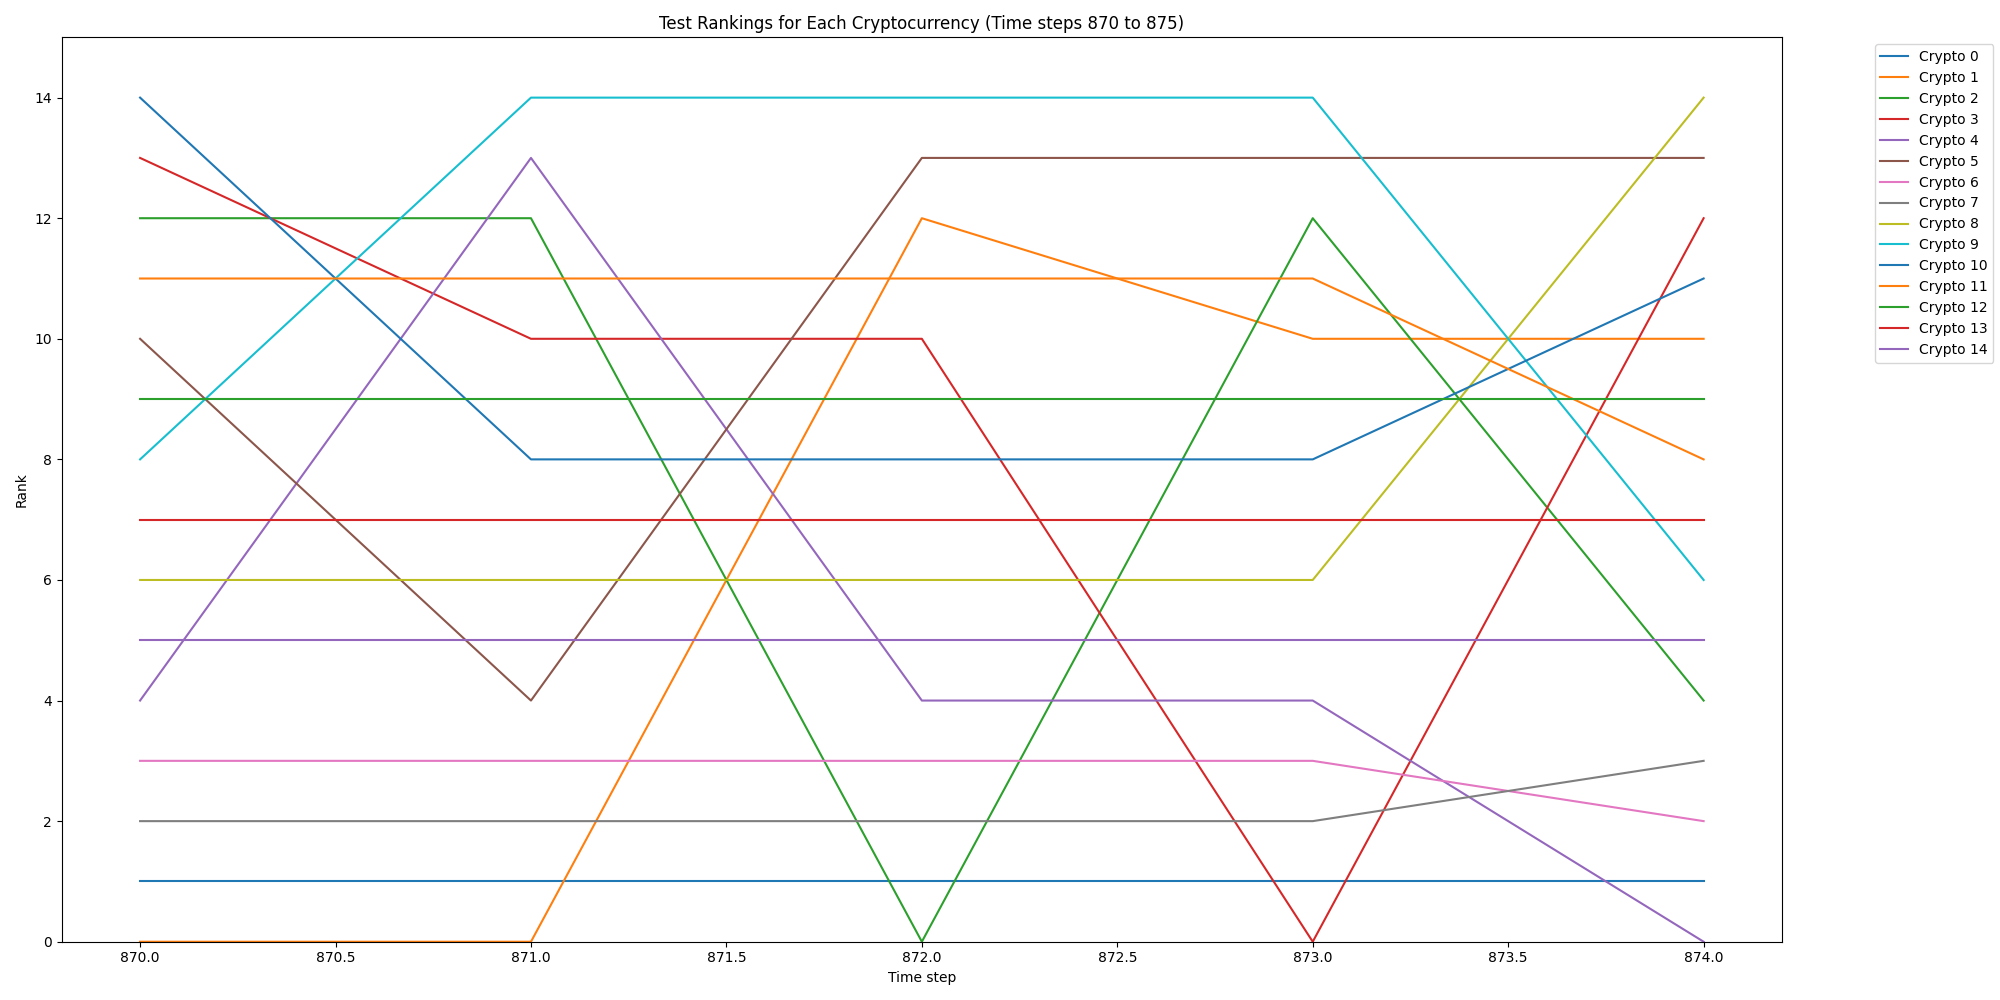 Test Rankings for Each Cryptocurrency (Time steps 870 to 875)
14
12
10
8
6
4
2
0
Rank
870.0
870.5
871.0
871.5
872.0
872.5
873.0
873.5
874.0
Time step
Crypto 0
Crypto 1
Crypto 2
Crypto 3
Crypto 4
Crypto 5
Crypto 6
Crypto 7
Crypto 8
Crypto 9
Crypto 10
Crypto 11
Crypto 12
Crypto 13
Crypto 14